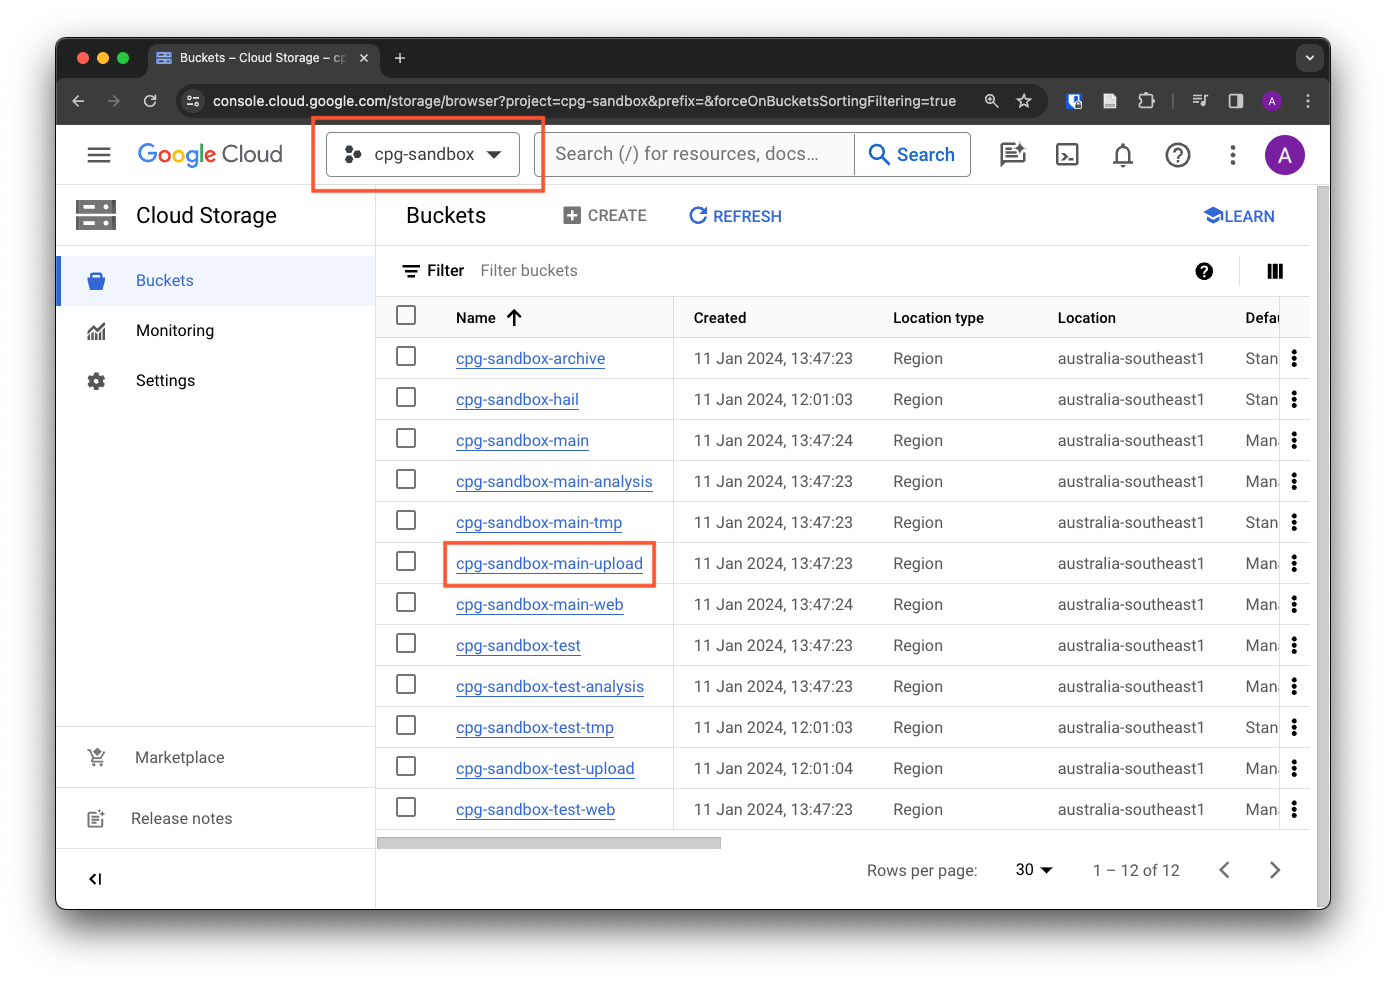 Buckets – Cloud Storage – cp
console.cloud.google.com/storage/browser?project=cpg-sandbox&prefix=&forceOnBucketsSortingFiltering=true
A
Google Cloud
cpg-sandbox
Search (/) for resources, docs...
Search
A
Cloud Storage
Buckets
CREATE
REFRESH
LEARN
Buckets
Monitoring
Settings
Filter Filter buckets
Name Created Location type Location Defau
cpg-sandbox-archive 11 Jan 2024, 13:47:23 Region australia-southeast1 Stan
cpg-sandbox-hail 11 Jan 2024, 12:01:03 Region australia-southeast1 Stan
cpg-sandbox-main 11 Jan 2024, 13:47:24 Region australia-southeast1 Man
cpg-sandbox-main-analysis 11 Jan 2024, 13:47:23 Region australia-southeast1 Man
cpg-sandbox-main-tmp 11 Jan 2024, 13:47:23 Region australia-southeast1 Stan
cpg-sandbox-main-upload 11 Jan 2024, 13:47:23 Region australia-southeast1 Man
cpg-sandbox-main-web 11 Jan 2024, 13:47:24 Region australia-southeast1 Man
cpg-sandbox-test 11 Jan 2024, 13:47:23 Region australia-southeast1 Man
cpg-sandbox-test-analysis 11 Jan 2024, 13:47:23 Region australia-southeast1 Man
cpg-sandbox-test-tmp 11 Jan 2024, 12:01:03 Region australia-southeast1 Stan
cpg-sandbox-test-upload 11 Jan 2024, 12:01:04 Region australia-southeast1 Man
cpg-sandbox-test-web 11 Jan 2024, 13:47:23 Region australia-southeast1 Man
Marketplace
Release notes
Rows per page: 30 1 – 12 of 12